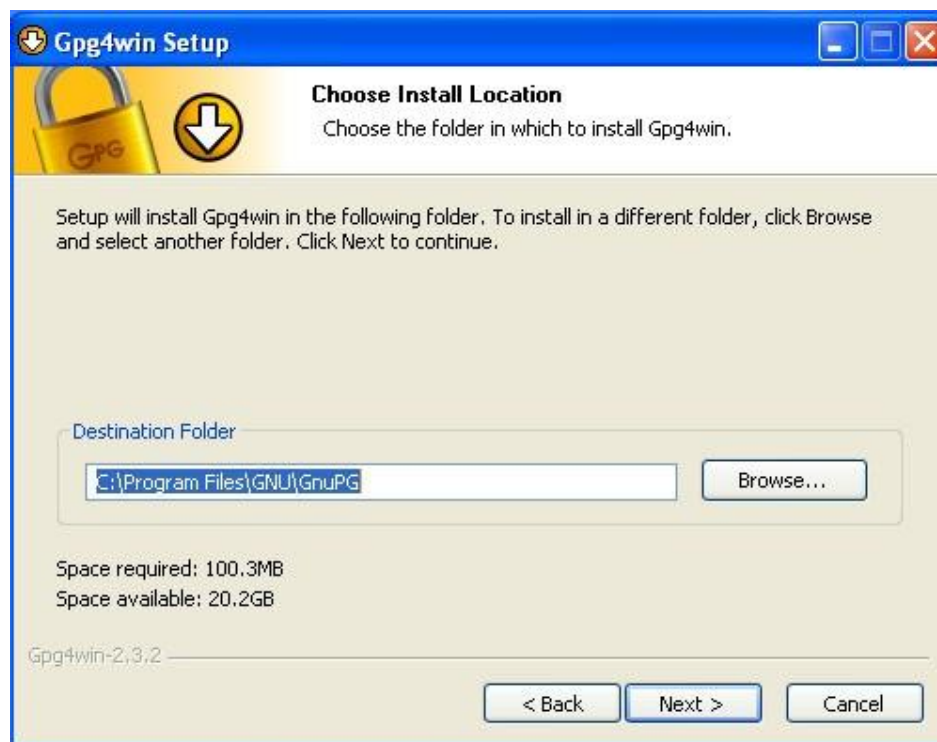 Gpg4win Setup
Choose Install Location
Choose the folder in which to install Gpg4win.
GPG
Setup will install Gpg4win in the following folder. To install in a different folder, click Browse
and select another folder. Click Next to continue.
Destination Folder
C:\Program Files\GNU\GnuPG
Browse...
Space required: 100.3MB
Space available: 20.2GB
Gpg4win-2.3.2
< Back
Next >
Cancel